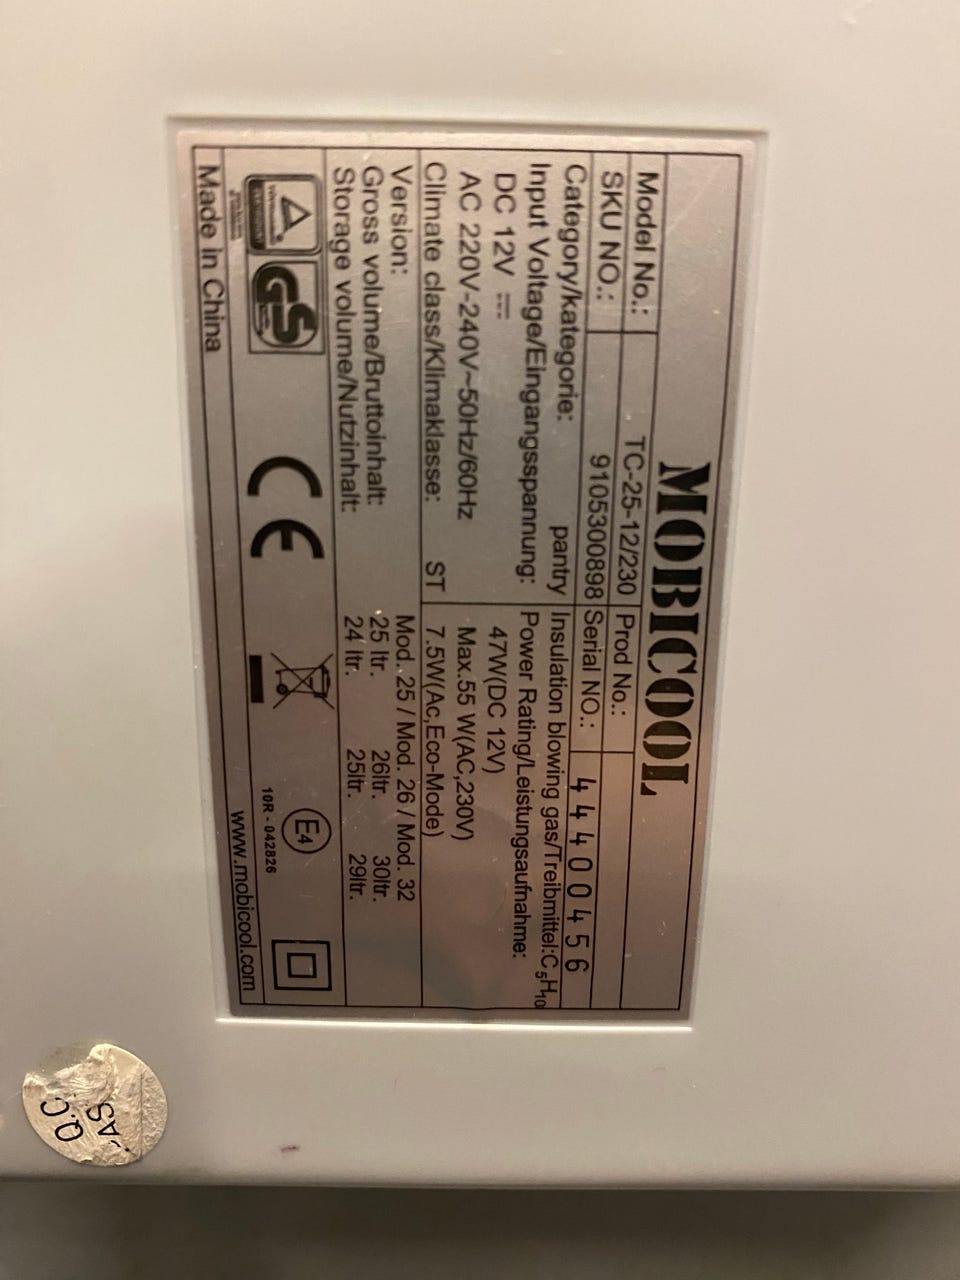 MOBICOOL
Model No.: TC-25-12/230 Prod No.:
SKU NO.: 9105300898 Serial NO.: 44400456
Category/kategorie: pantry Insulation blowing gas/Treibmittel:C5H10
Input Voltage/Eingangsspannung: Power Rating/Leistungsaufnahme:
DC 12V ⎓ 47W(DC 12V)
AC 220V-240V~50Hz/60Hz Max.55 W(AC,230V)
Climate class/Klimaklasse: ST 7.5W(Ac,Eco-Mode)
Version: Mod. 25 / Mod. 26 / Mod. 32
Gross volume/Bruttoinhalt: 25 ltr. 26ltr. 30ltr.
Storage volume/Nutzinhalt: 24 ltr. 25ltr. 29ltr.
GS CE E4
10R - 042826
Made in China www.mobicool.com
Q.C